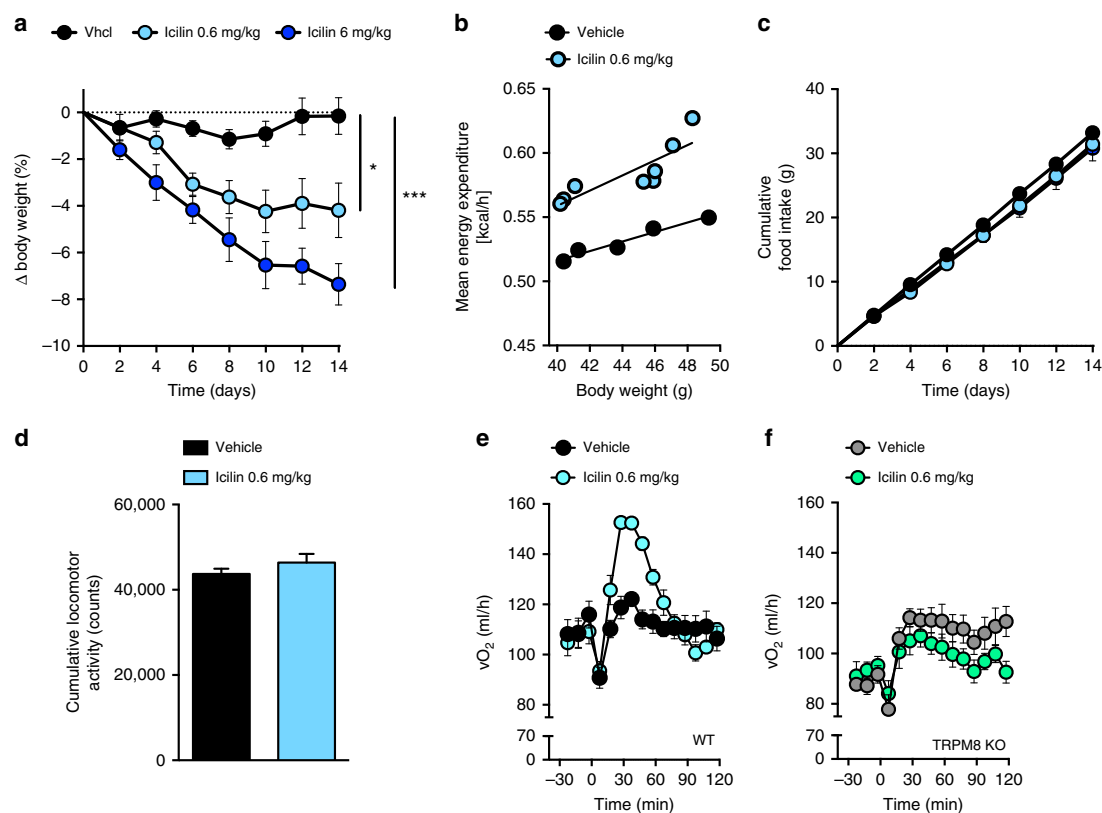 a
Vhcl
Icilin 0.6 mg/kg
Icilin 6 mg/kg
0
−2
−4
−6
−8
−10
Δ body weight (%)
*
***
0 2 4 6 8 10 12 14
Time (days)
b
Vehicle
Icilin 0.6 mg/kg
0.65
0.60
0.55
0.50
0.45
Mean energy expenditure
[kcal/h]
40 42 44 46 48 50
Body weight (g)
c
40
30
20
10
0
Cumulative
food intake (g)
0 2 4 6 8 10 12 14
Time (days)
d
Vehicle
Icilin 0.6 mg/kg
60,000
40,000
20,000
0
Cumulative locomotor
activity (counts)
e
Vehicle
Icilin 0.6 mg/kg
160
140
120
100
80
70
0
vO2 (ml/h)
WT
−30 0 30 60 90 120
Time (min)
f
Vehicle
Icilin 0.6 mg/kg
160
140
120
100
80
70
0
vO2 (ml/h)
TRPM8 KO
−30 0 30 60 90 120
Time (min)